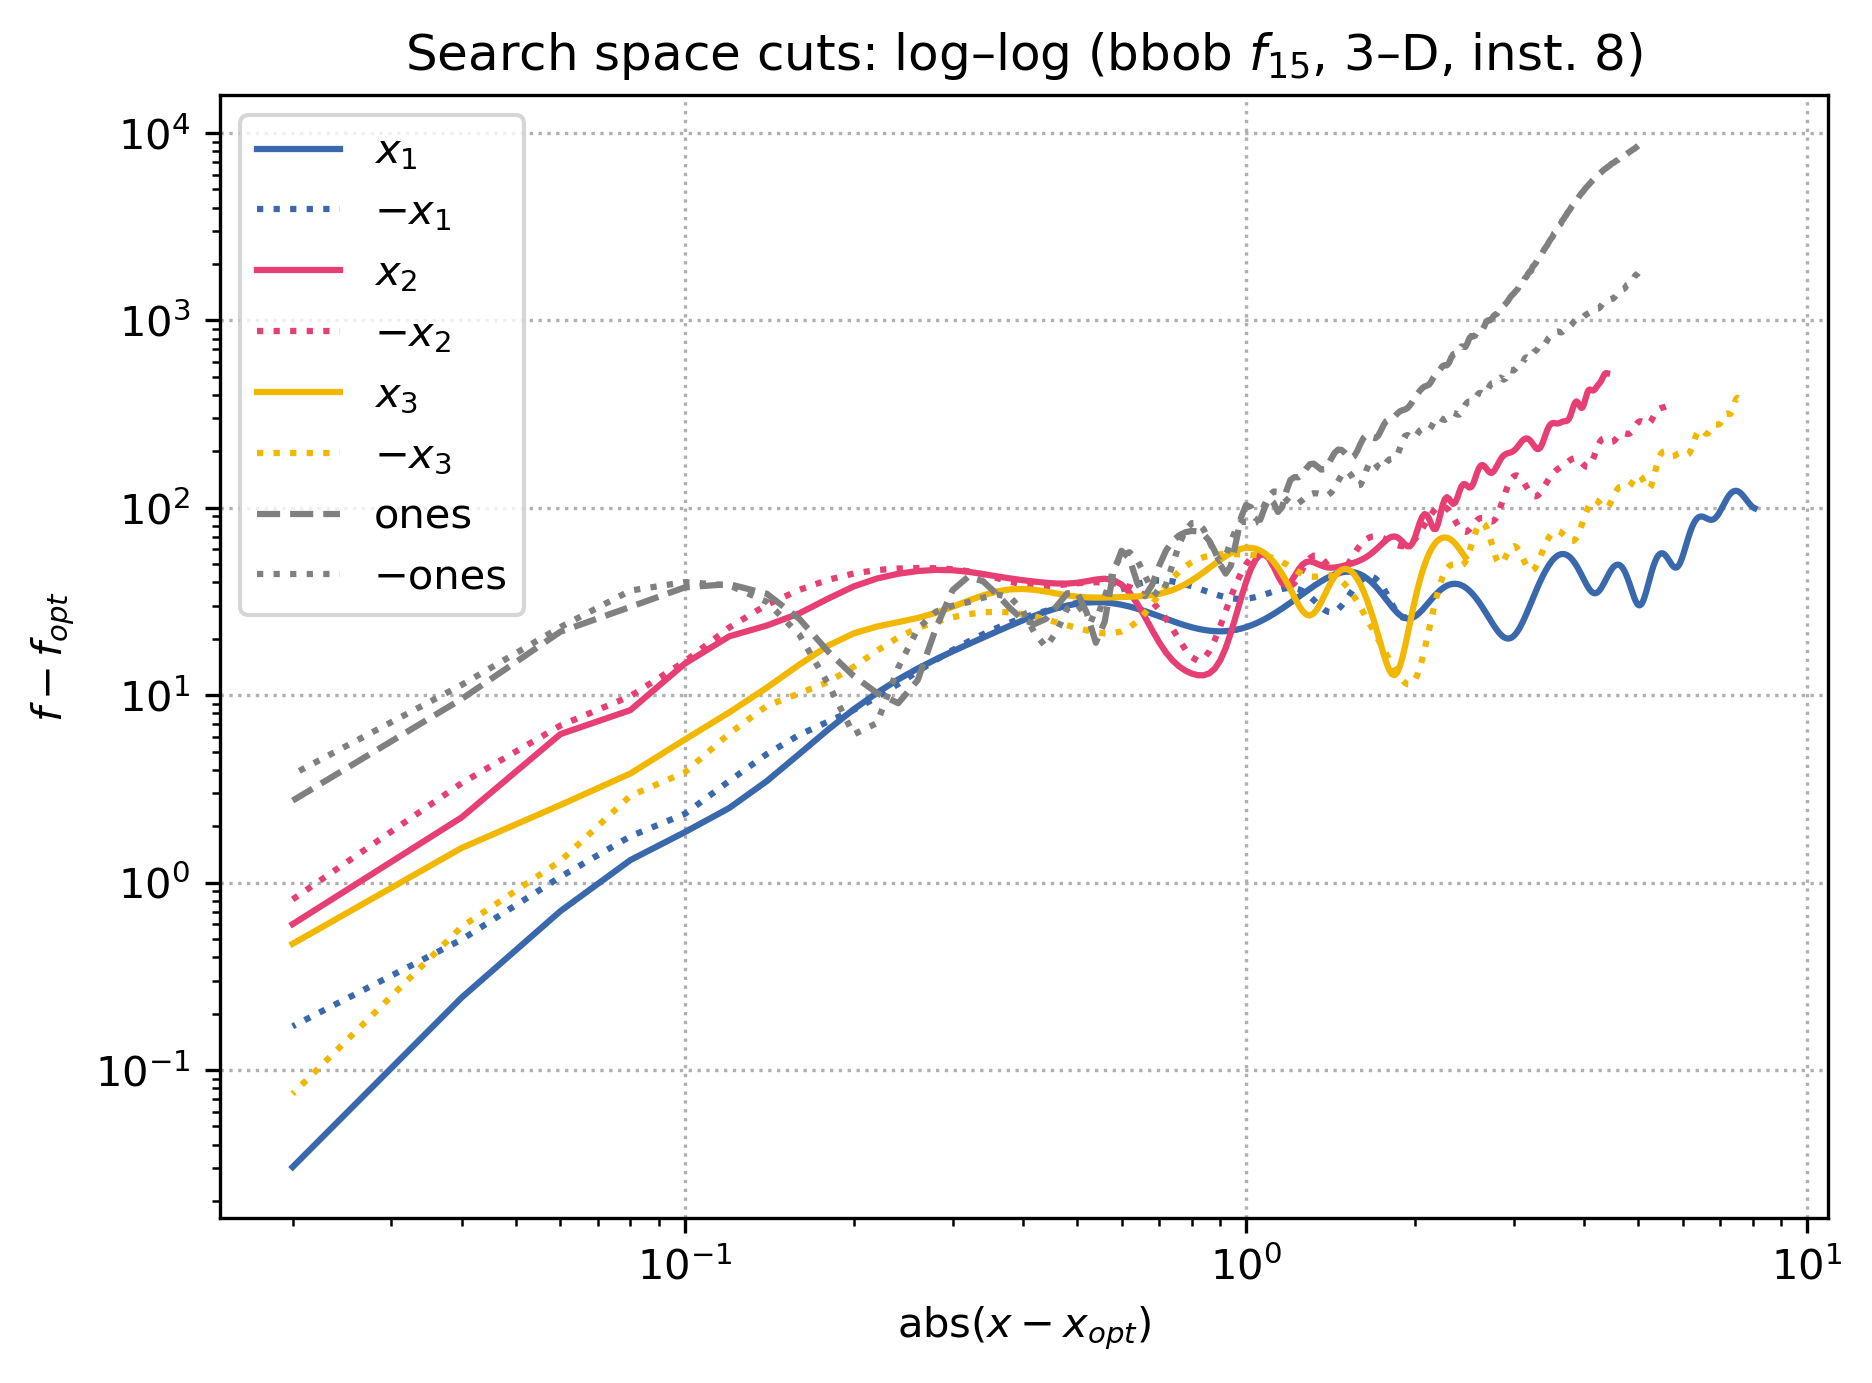 Search space cuts: log–log (bbob $f_{15}$, 3–D, inst. 8)
$10^4$
$10^3$
$10^2$
$10^1$
$10^0$
$10^{-1}$
$f - f_{opt}$
$x_1$
$-x_1$
$x_2$
$-x_2$
$x_3$
$-x_3$
ones
−ones
$10^{-1}$ $10^0$ $10^1$
abs($x - x_{opt}$)